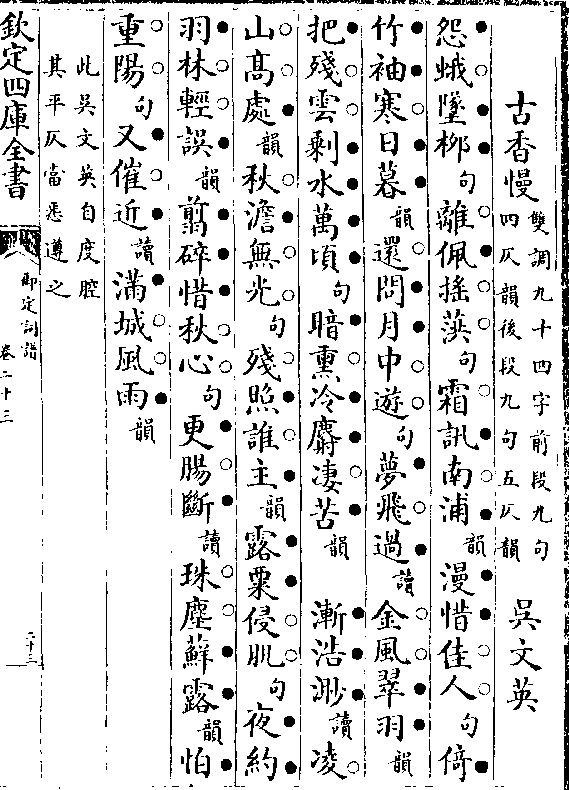 古香慢 雙調九十四字前段九句四仄韻後段九句五仄韻 吳文英
怨蛾墜柳句離佩搖葓句霜訊南浦韻漫惜佳人句倚
竹袖寒日暮韻還問月中遊句夢飛過讀金風翠羽韻
把殘雲剩水萬頃句暗熏冷麝凄苦韻 漸浩渺讀凌
山高處韻秋澹無光句殘照誰主韻露粟侵肌句夜約
羽林輕誤韻翦碎惜秋心句更腸斷讀珠塵蘚露韻怕
重陽句又催近讀滿城風雨韻
此吳文英自度腔
其平仄當悉遵之
欽定四庫全書
御定詞譜
卷二十三
二十三